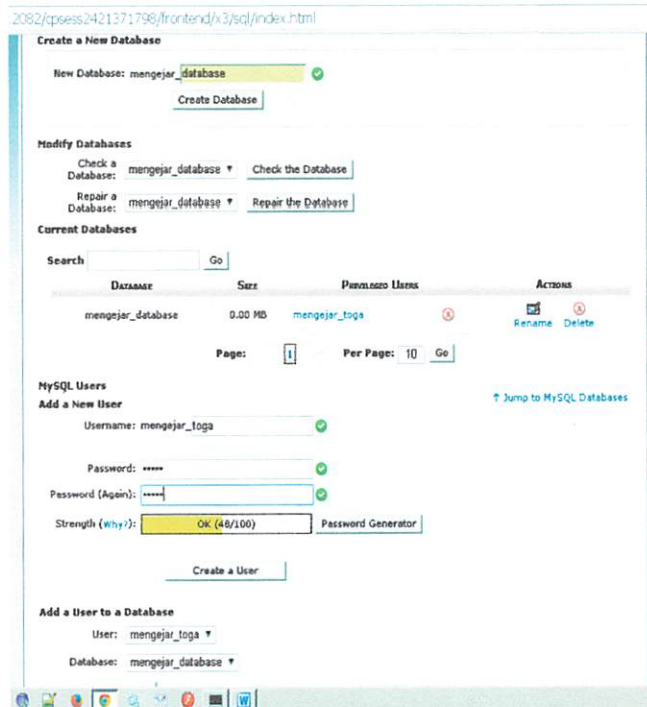 2082/cpsess2421371798/frontend/x3/sql/index.html
Create a New Database
New Database: mengejar_database
Create Database
Modify Databases
Check a Database: mengejar_database Check the Database
Repair a Database: mengejar_database Repair the Database
Current Databases
Search Go
DATABASE SIZE PRIVILEGED USERS ACTIONS
mengejar_database 0.00 MB mengejar_toga Rename Delete
Page: 1 Per Page: 10 Go
MySQL Users
↑ Jump to MySQL Databases
Add a New User
Username: mengejar_toga
Password: •••••
Password (Again): •••••
Strength (Why?): OK (48/100) Password Generator
Create a User
Add a User to a Database
User: mengejar_toga
Database: mengejar_database